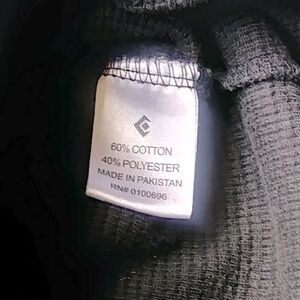 60% COTTON
40% POLYESTER
MADE IN PAKISTAN
RN# 0100696